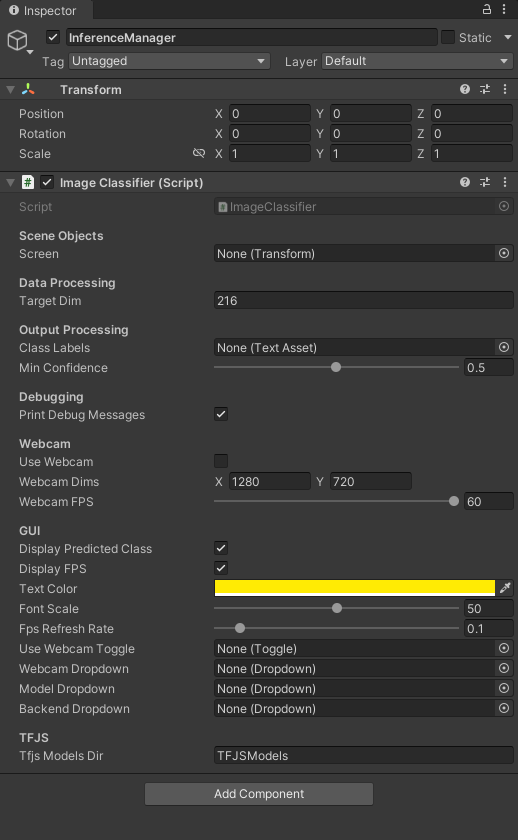 Inspector
InferenceManager Static
Tag Untagged Layer Default
Transform
Position X 0 Y 0 Z 0
Rotation X 0 Y 0 Z 0
Scale X 1 Y 1 Z 1
# Image Classifier (Script)
Script # ImageClassifier
Scene Objects
Screen None (Transform)
Data Processing
Target Dim 216
Output Processing
Class Labels None (Text Asset)
Min Confidence 0.5
Debugging
Print Debug Messages
Webcam
Use Webcam
Webcam Dims X 1280 Y 720
Webcam FPS 60
GUI
Display Predicted Class
Display FPS
Text Color
Font Scale 50
Fps Refresh Rate 0.1
Use Webcam Toggle None (Toggle)
Webcam Dropdown None (Dropdown)
Model Dropdown None (Dropdown)
Backend Dropdown None (Dropdown)
TFJS
Tfjs Models Dir TFJSModels
Add Component